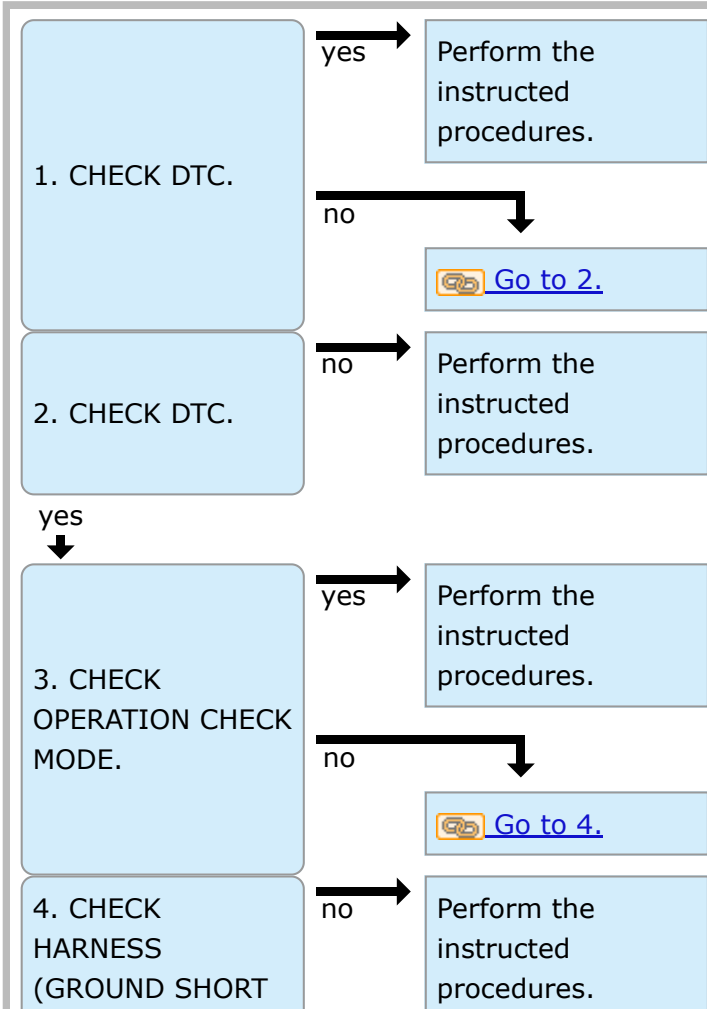 yes
Perform the
instructed
procedures.
1. CHECK DTC.
no
Go to 2.
no
Perform the
instructed
procedures.
2. CHECK DTC.
yes
yes
Perform the
instructed
procedures.
3. CHECK
OPERATION CHECK
MODE.
no
Go to 4.
4. CHECK
HARNESS
(GROUND SHORT
no
Perform the
instructed
procedures.